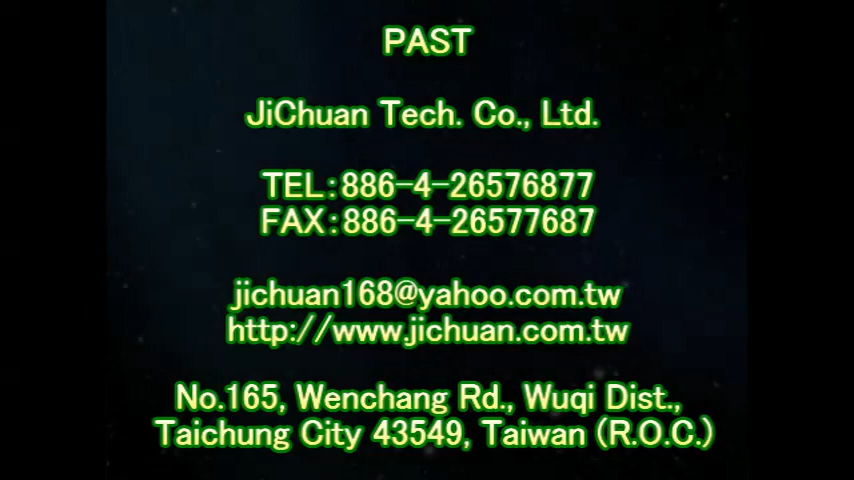 PAST
JiChuan Tech. Co., Ltd.
TEL:886-4-26576877
FAX:886-4-26577687
jichuan168@yahoo.com.tw
http://www.jichuan.com.tw
No.165, Wenchang Rd., Wuqi Dist.,
Taichung City 43549, Taiwan (R.O.C.)